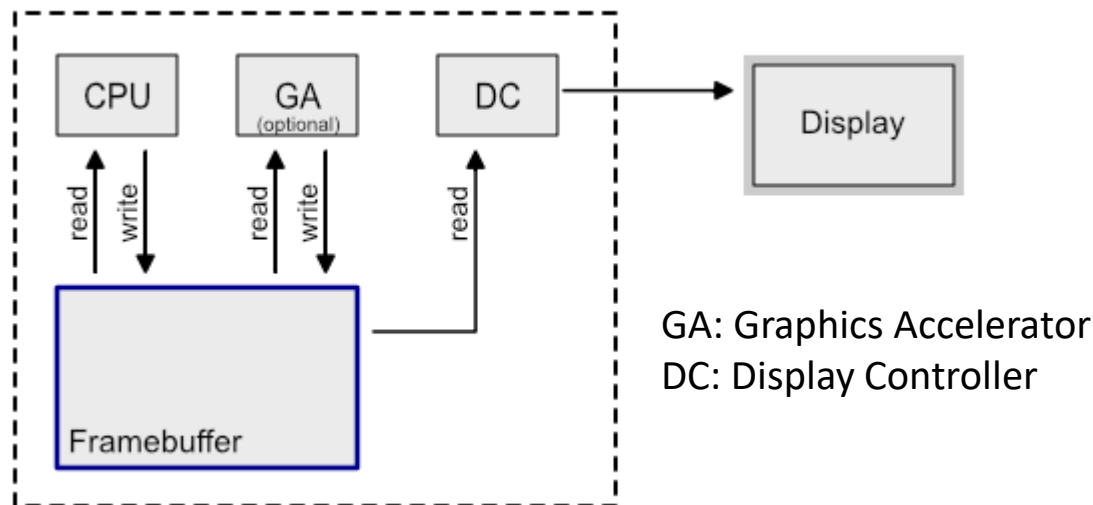 CPU
GA
(optional)
DC
Display
read
write
read
write
read
Framebuffer
GA: Graphics Accelerator
DC: Display Controller